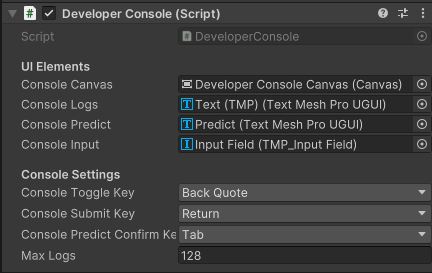 Developer Console (Script)
Script DeveloperConsole
UI Elements
Console Canvas Developer Console Canvas (Canvas)
Console Logs Text (TMP) (Text Mesh Pro UGUI)
Console Predict Predict (Text Mesh Pro UGUI)
Console Input Input Field (TMP_Input Field)
Console Settings
Console Toggle Key Back Quote
Console Submit Key Return
Console Predict Confirm Ke Tab
Max Logs 128